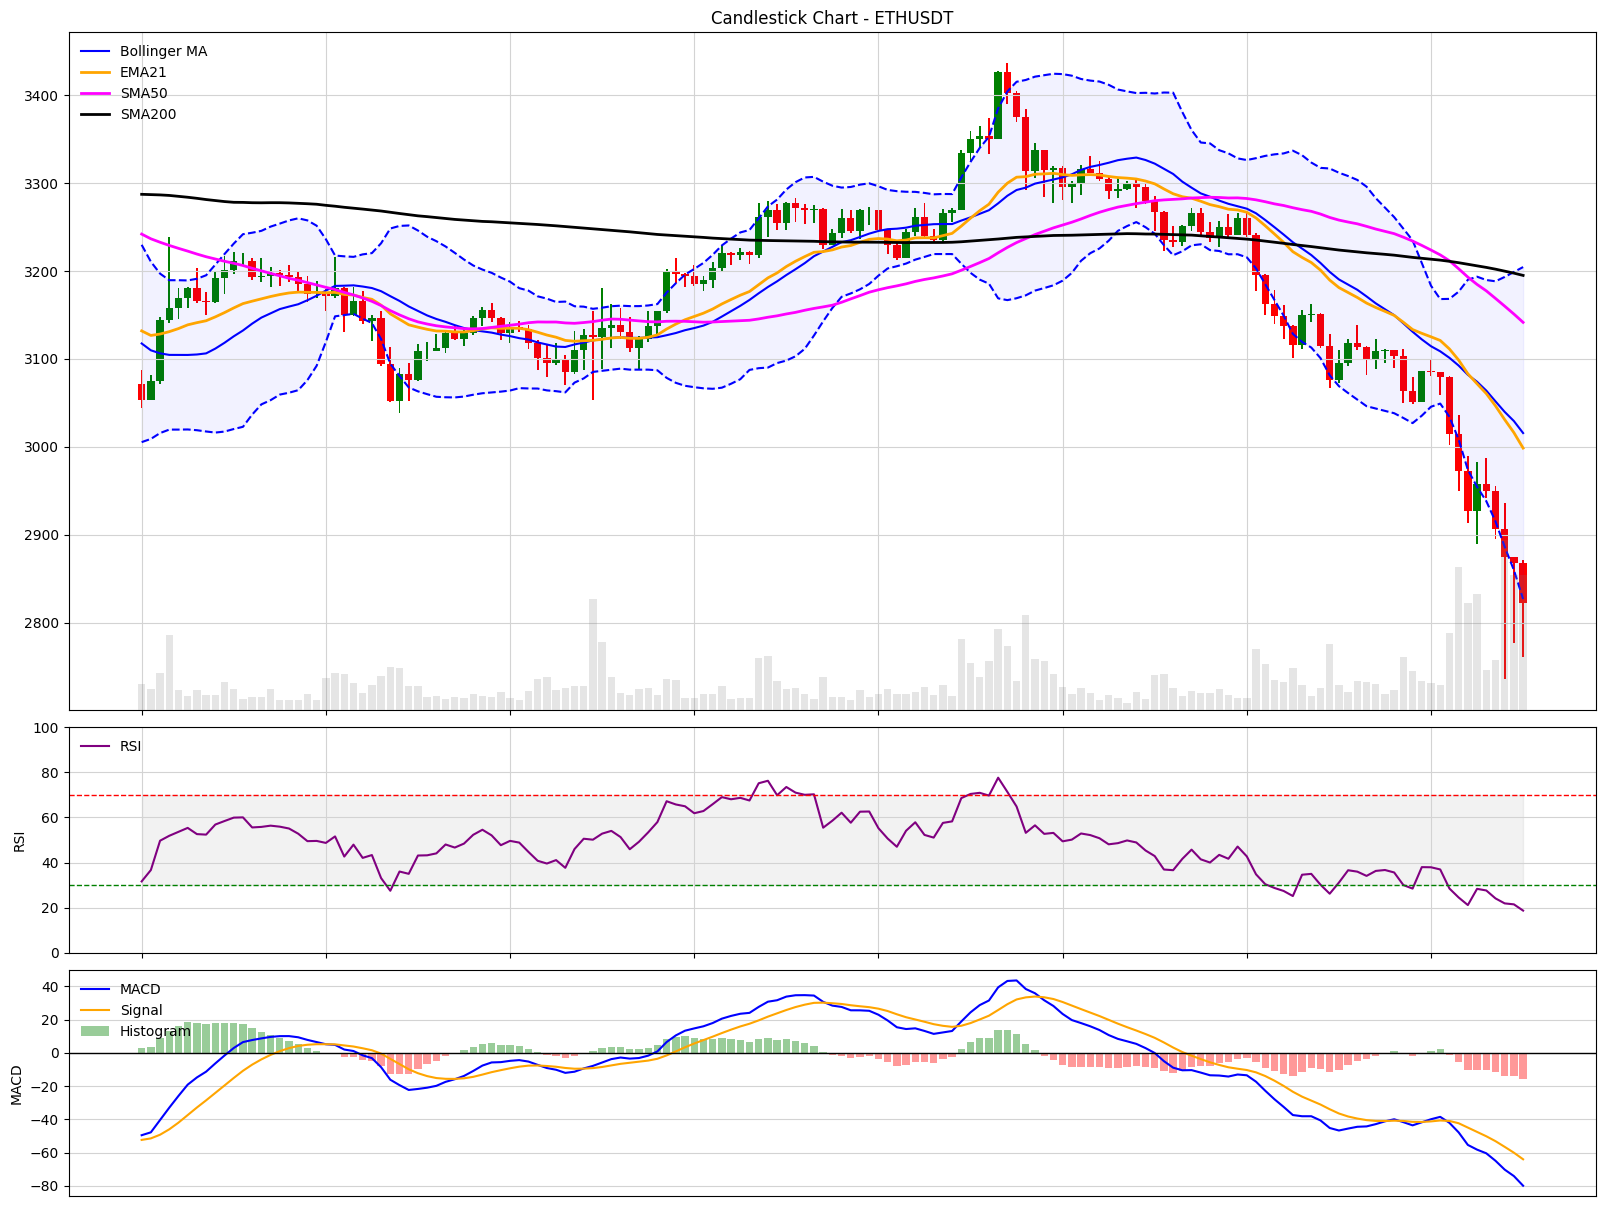 Candlestick Chart - ETHUSDT
Bollinger MA
EMA21
SMA50
SMA200
3400
3300
3200
3100
3000
2900
2800
100
80
60
40
20
0
RSI
RSI
40
20
0
−20
−40
−60
−80
MACD
MACD
Signal
Histogram